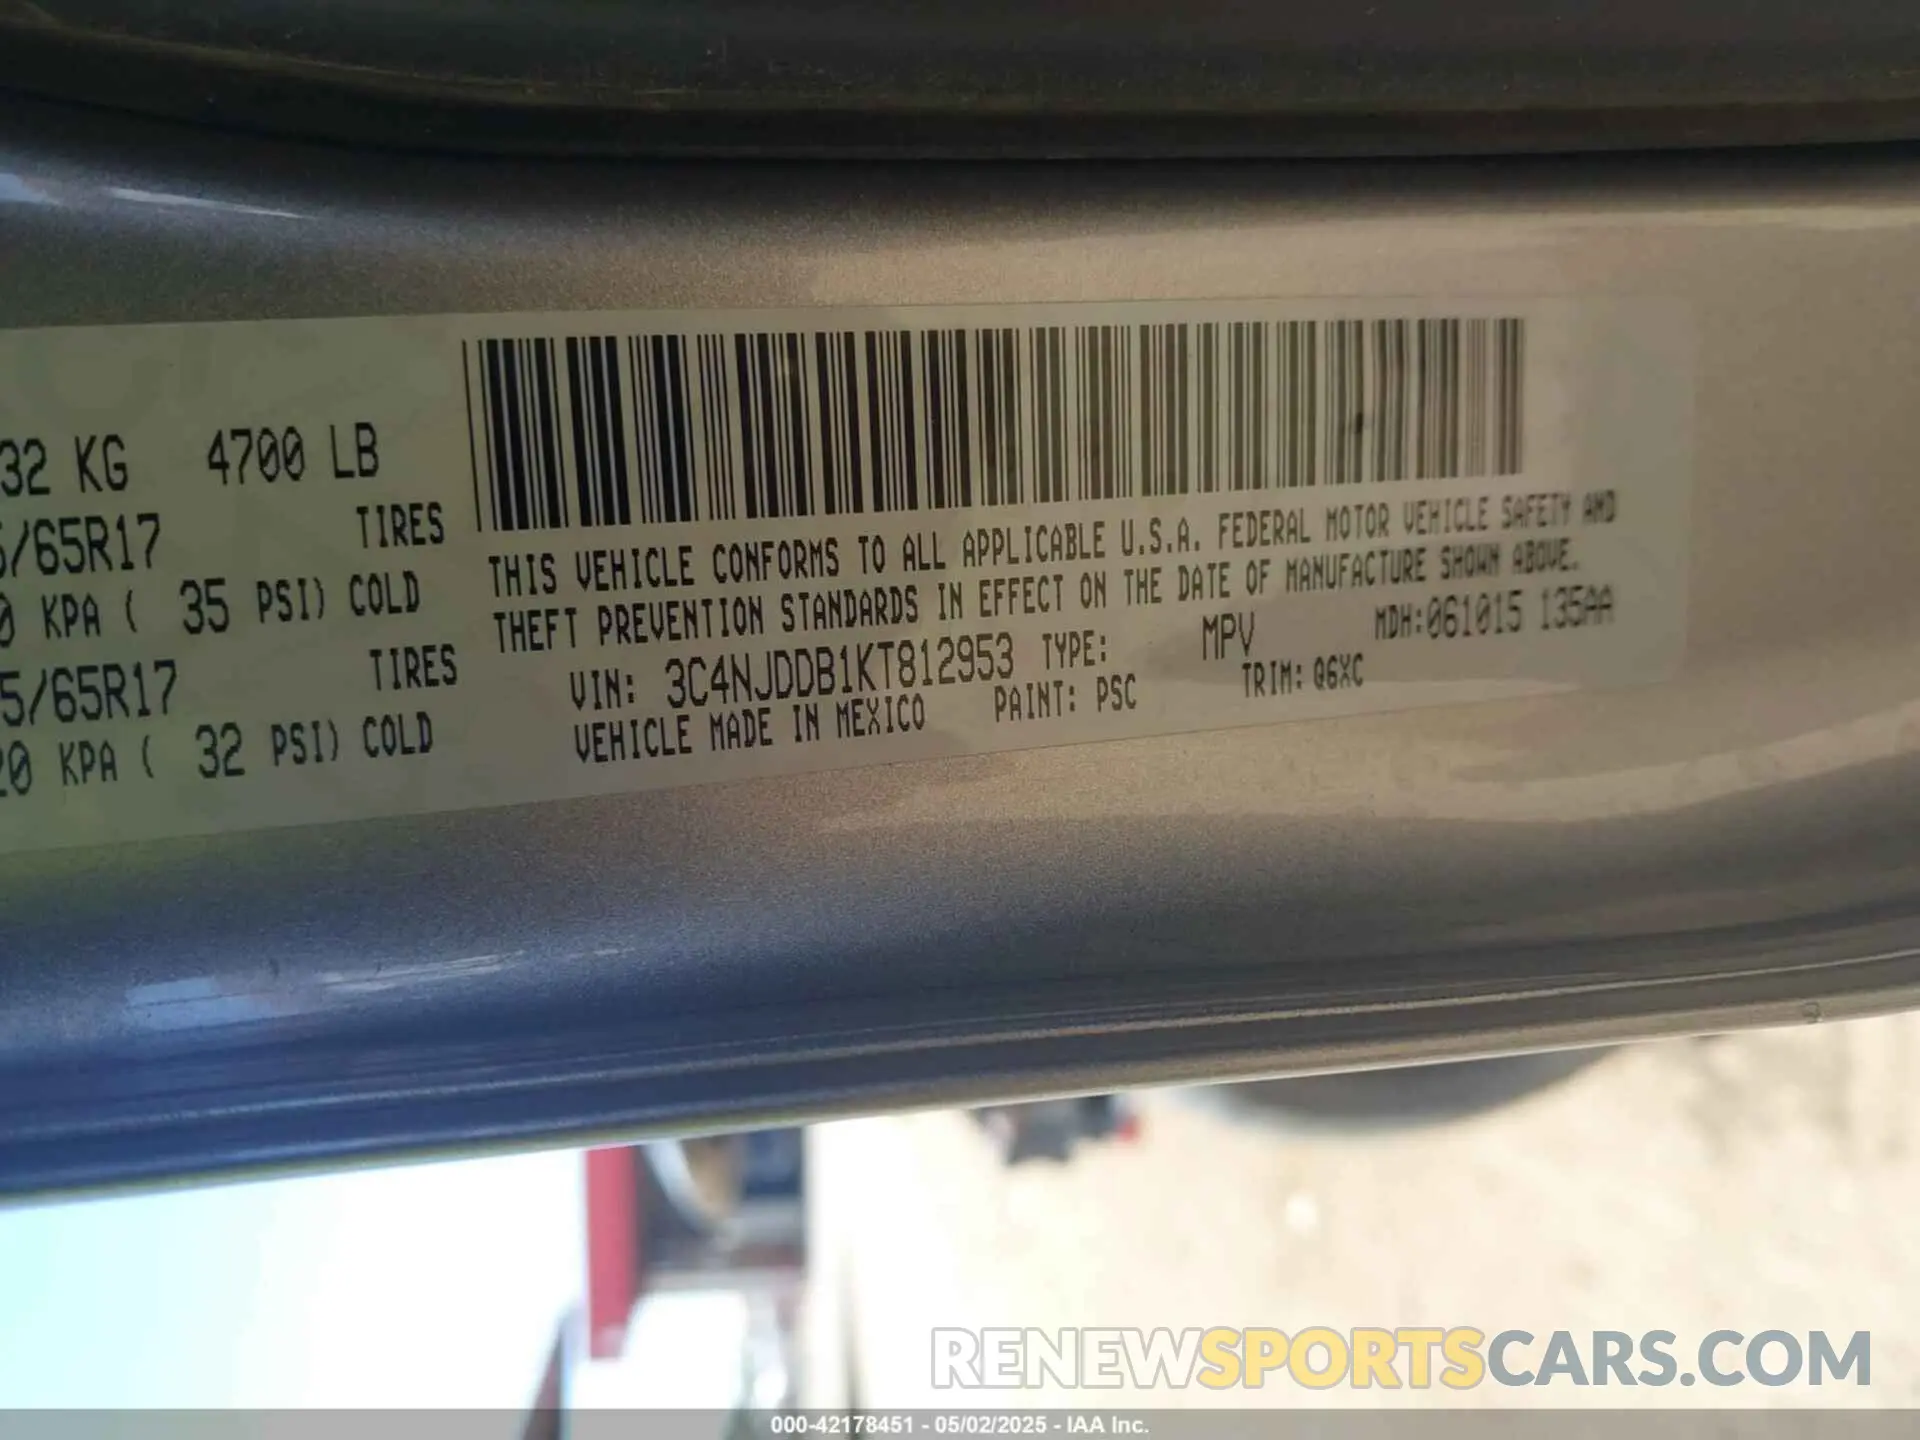 32 KG 4700 LB
5/65R17 TIRES
0 KPA ( 35 PSI) COLD
5/65R17 TIRES
20 KPA ( 32 PSI) COLD
THIS VEHICLE CONFORMS TO ALL APPLICABLE U.S.A. FEDERAL MOTOR VEHICLE SAFETY AND
THEFT PREVENTION STANDARDS IN EFFECT ON THE DATE OF MANUFACTURE SHOWN ABOVE.
VIN: 3C4NJDDB1KT812953 TYPE: MPV MDH:061015 135AA
VEHICLE MADE IN MEXICO PAINT: PSC TRIM: Q6XC
RENEWSPORTSCARS.COM
000-42178451 - 05/02/2025 - IAA Inc.